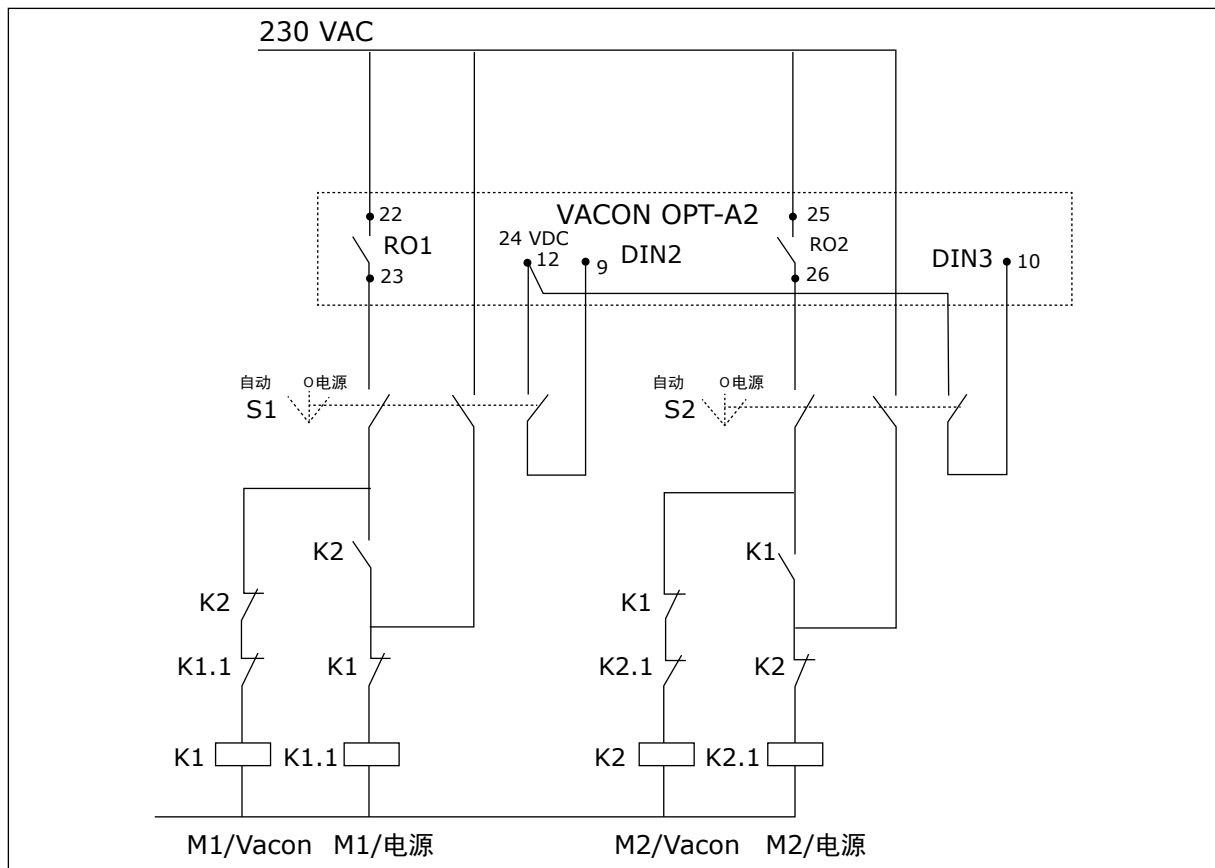 230 VAC
VACON OPT-A2
22
RO1
23
24 VDC
12
9
DIN2
25
RO2
26
DIN3
10
自动
O电源
S1
自动
O电源
S2
K2
K2
K1.1
K1
K1
K1.1
K1
K1
K2.1
K2
K2
K2.1
M1/Vacon
M1/电源
M2/Vacon
M2/电源